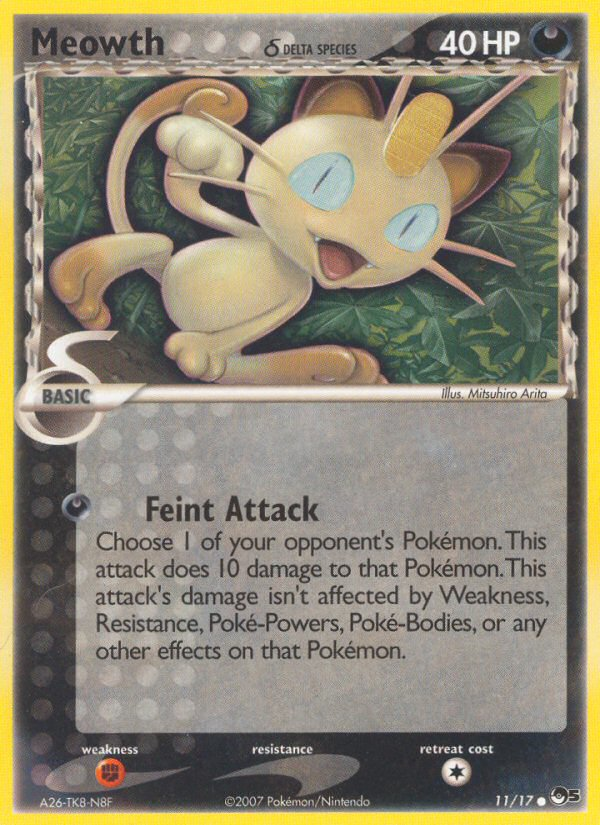 Meowth δ DELTA SPECIES 40 HP
BASIC
Illus. Mitsuhiro Arita
Feint Attack
Choose 1 of your opponent's Pokémon. This
attack does 10 damage to that Pokémon. This
attack's damage isn't affected by Weakness,
Resistance, Poké-Powers, Poké-Bodies, or any
other effects on that Pokémon.
weakness resistance retreat cost
A26-TK8-N8F ©2007 Pokémon/Nintendo 11/17 ● 5